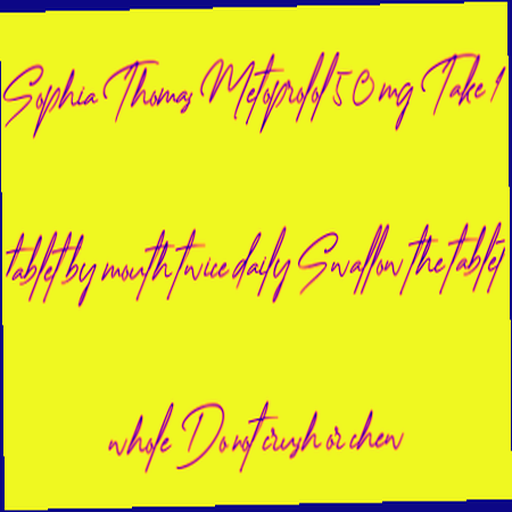 Sophia Thomas Metoprolol 50 mg Take 1
tablet by mouth twice daily Swallow the tablet
whole Do not crush or chew